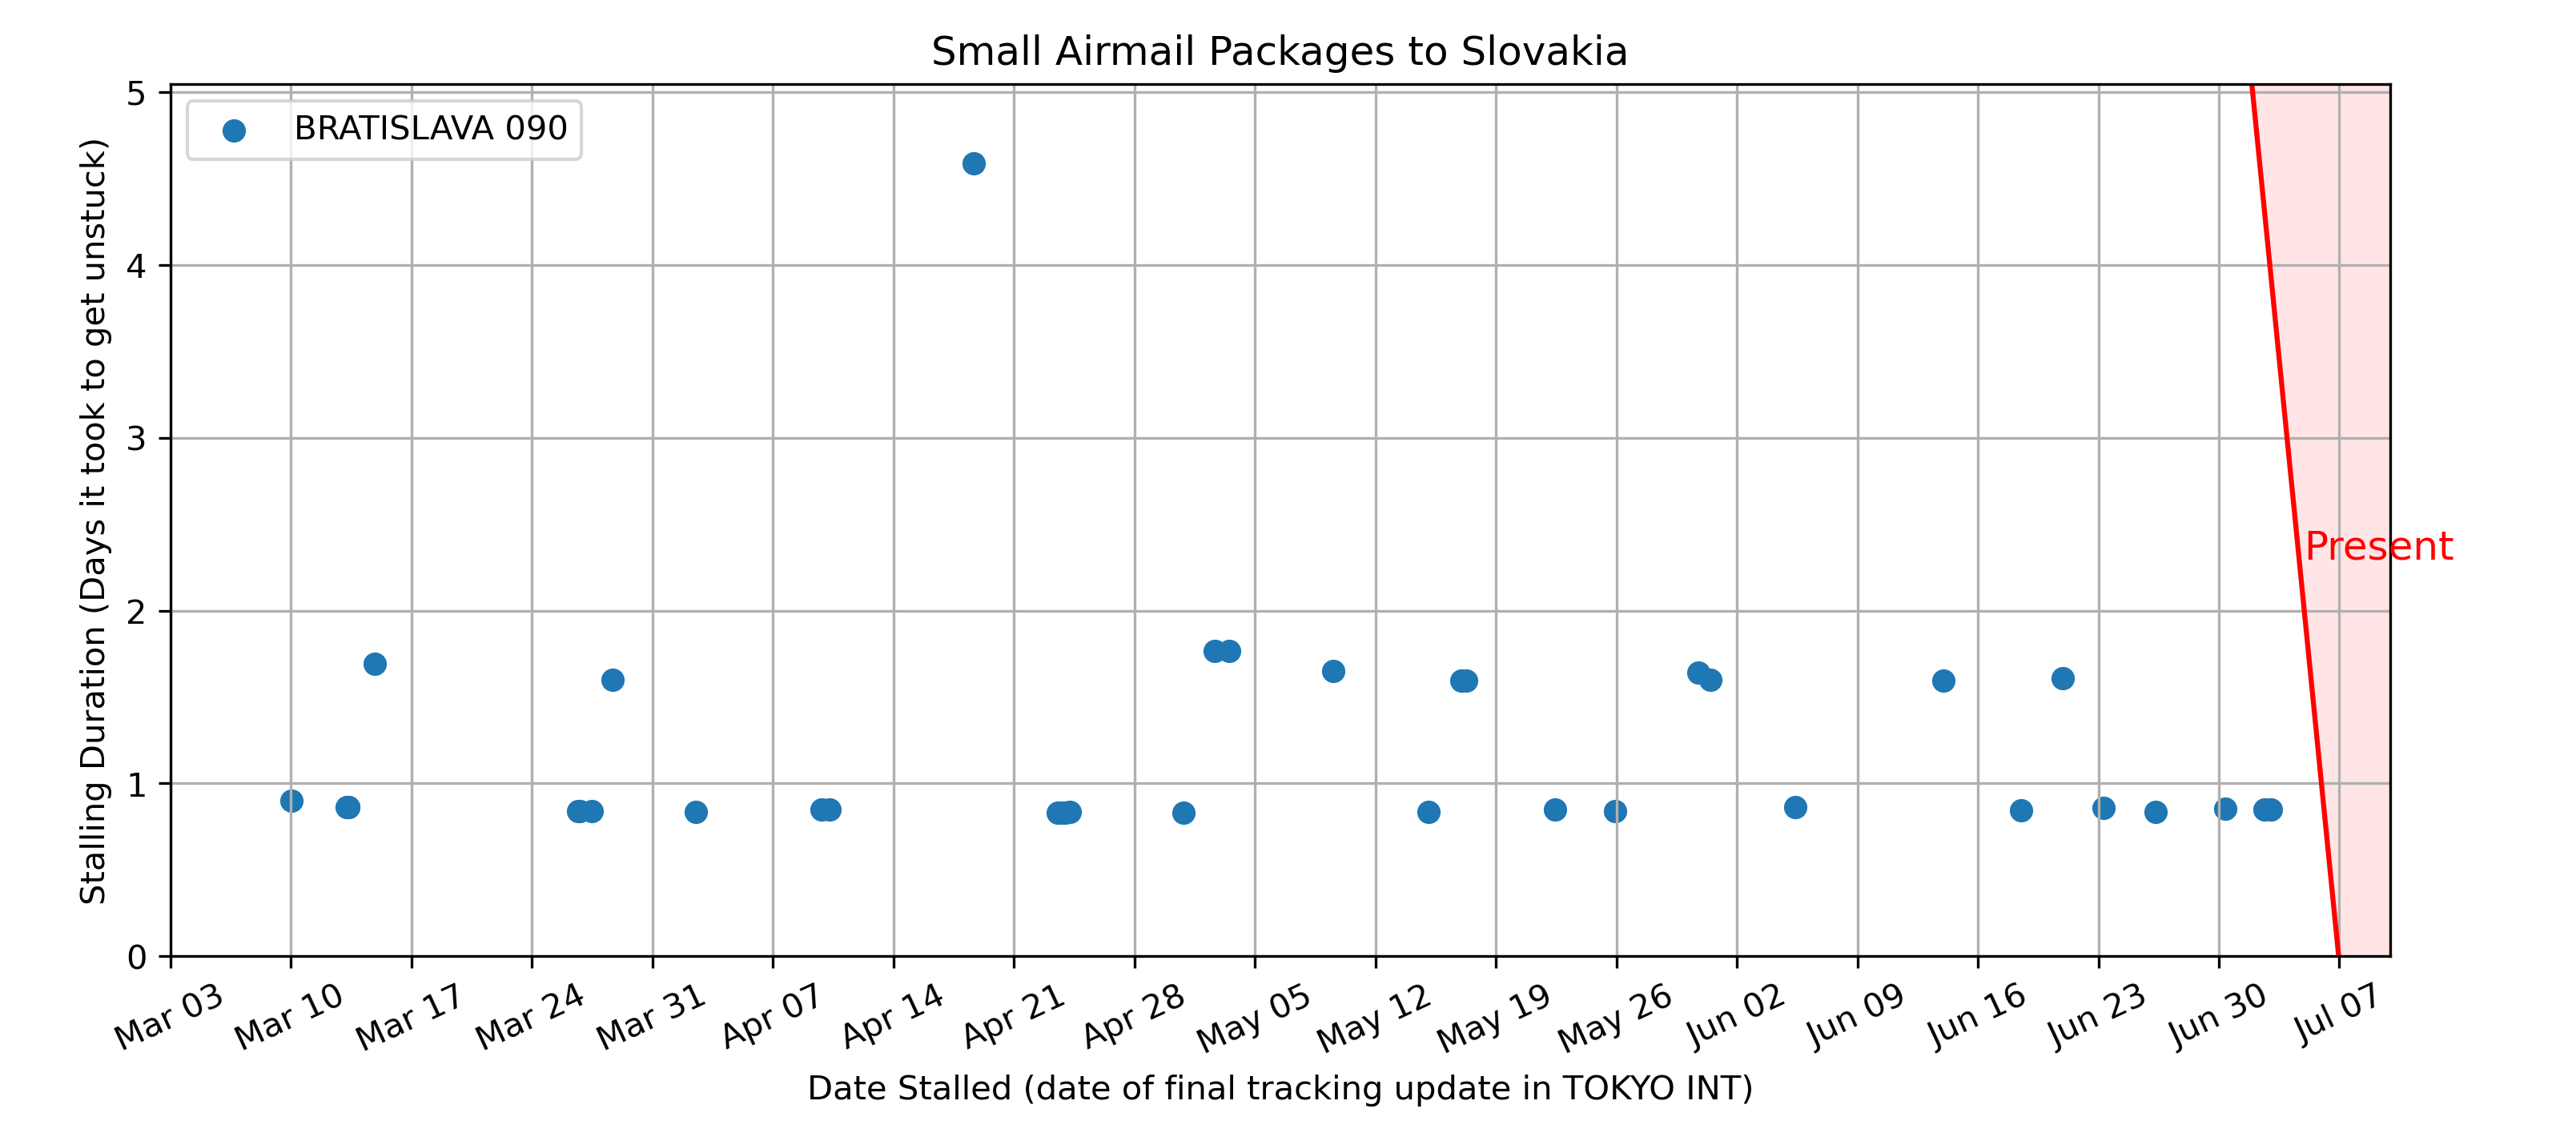 Small Airmail Packages to Slovakia
BRATISLAVA 090
Stalling Duration (Days it took to get unstuck)
5
4
3
2
1
0
Present
Mar 03
Mar 10
Mar 17
Mar 24
Mar 31
Apr 07
Apr 14
Apr 21
Apr 28
May 05
May 12
May 19
May 26
Jun 02
Jun 09
Jun 16
Jun 23
Jun 30
Jul 07
Date Stalled (date of final tracking update in TOKYO INT)